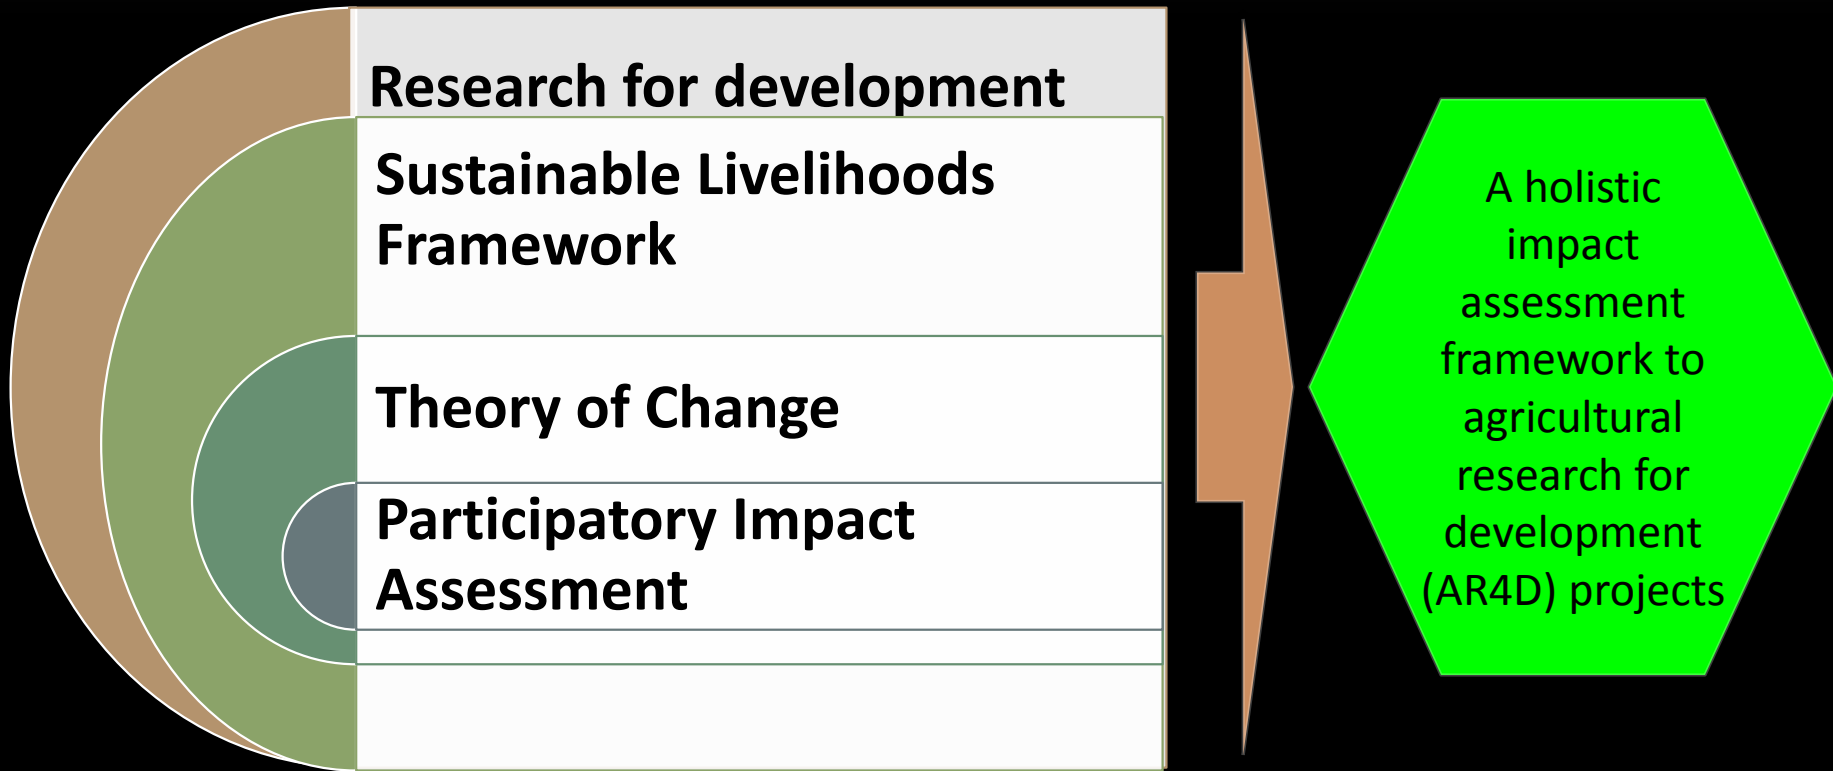 Research for development
Sustainable Livelihoods
Framework
Theory of Change
Participatory Impact
Assessment
A holistic
impact
assessment
framework to
agricultural
research for
development
(AR4D) projects